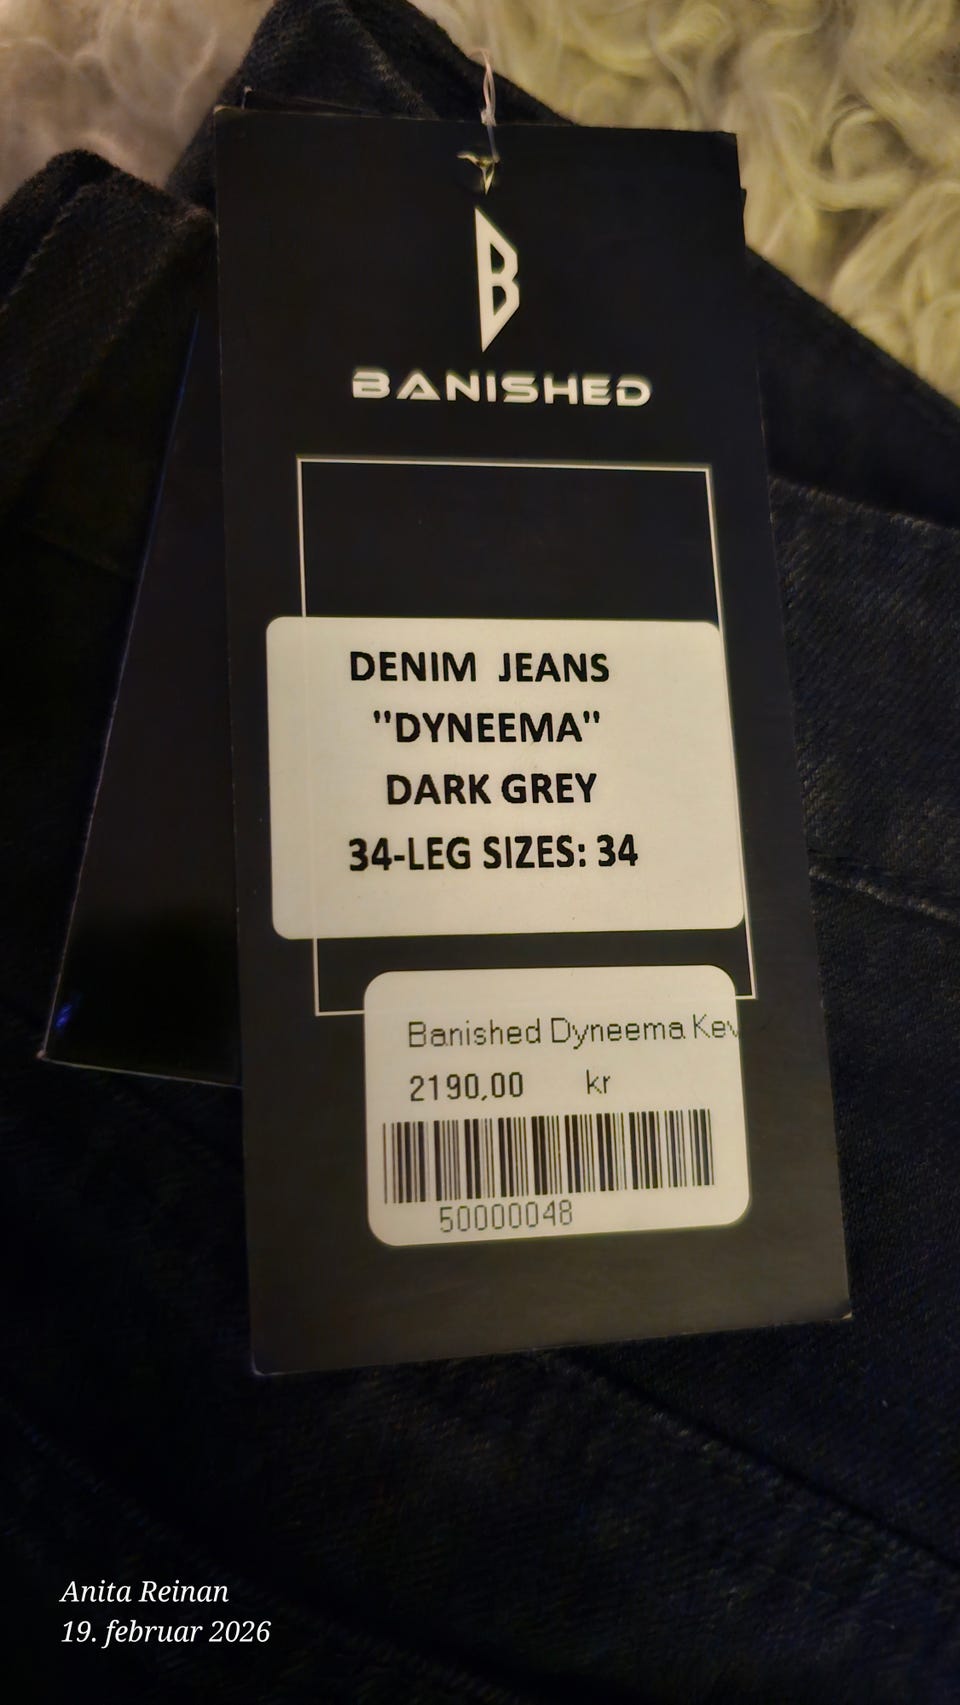 B
BANISHED
DENIM JEANS
"DYNEEMA"
DARK GREY
34-LEG SIZES: 34
Banished Dyneema Kev
2190,00 kr
50000048
Anita Reinan
19. februar 2026